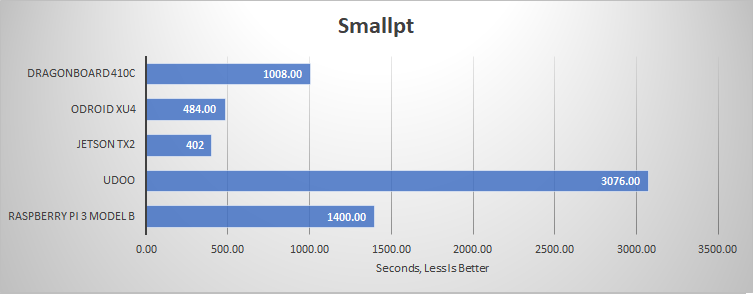 Smallpt
DRAGONBOARD 410C
1008.00
ODROID XU4
484.00
JETSON TX2
402
UDOO
3076.00
RASPBERRY PI 3 MODEL B
1400.00
0.00 500.00 1000.00 1500.00 2000.00 2500.00 3000.00 3500.00
Seconds, Less Is Better